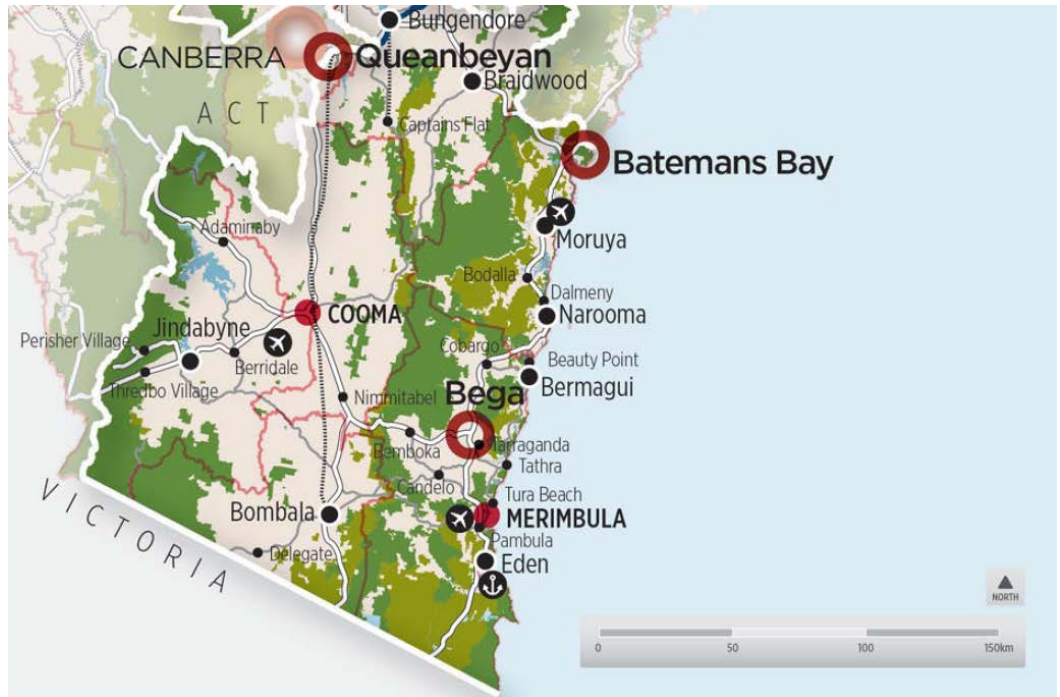 Bungendore
CANBERRA
Queanbeyan
Braidwood
ACT
Captains Flat
Batemans Bay
Adaminaby
Moruya
Bodalla
Dalmeny
COOMA
Narooma
Perisher Village
Jindabyne
Cobargo
Beauty Point
Berridale
Thredbo Village
Bermagui
Nimmitabel
Bega
Bemboka
Tarraganda
Tathra
Candelo
Tura Beach
VICTORIA
Bombala
MERIMBULA
Pambula
Delegate
Eden
NORTH
0 50 100 150km